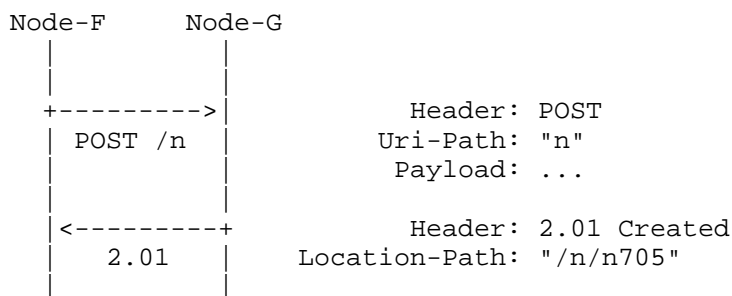 Node-F Node-G
Header: POST
POST /n Uri-Path: "n"
Payload: ...
Header: 2.01 Created
2.01 Location-Path: "/n/n705"